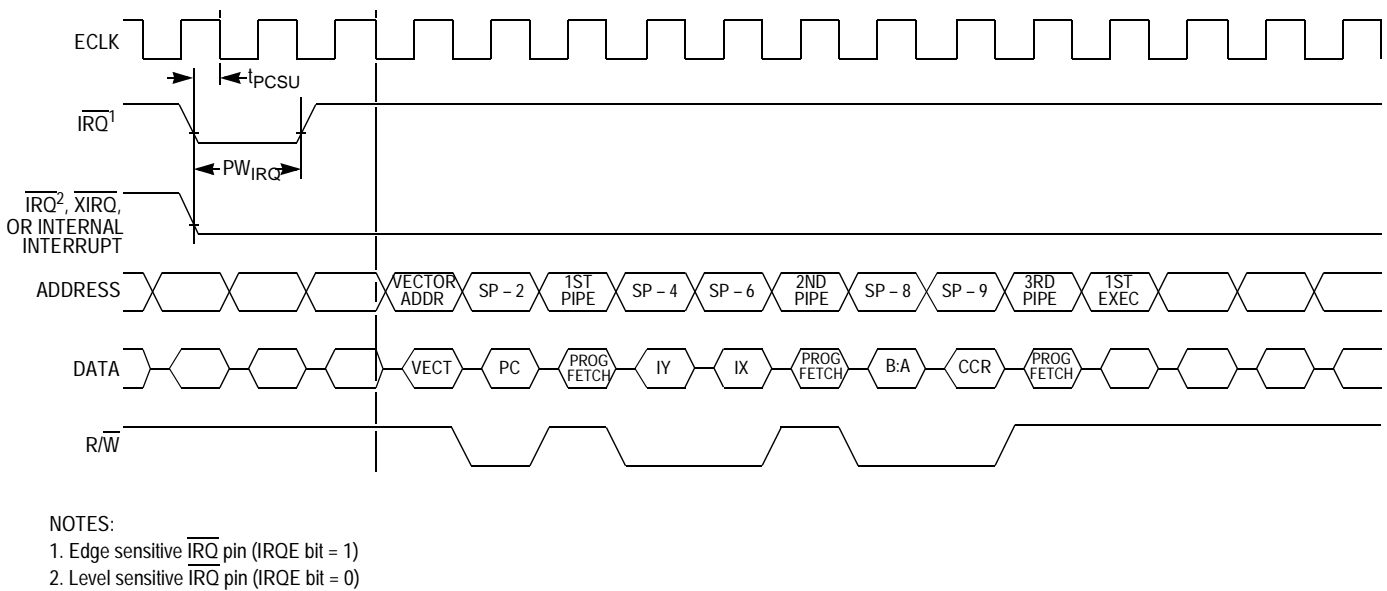 ECLK
tPCSU
IRQ1
PWIRQ
IRQ2, XIRQ,
OR INTERNAL
INTERRUPT
ADDRESS
VECTOR
ADDR
SP – 2
1ST
PIPE
SP – 4
SP – 6
2ND
PIPE
SP – 8
SP – 9
3RD
PIPE
1ST
EXEC
DATA
VECT
PC
PROG
FETCH
IY
IX
PROG
FETCH
B:A
CCR
PROG
FETCH
R/W
NOTES:
1. Edge sensitive IRQ pin (IRQE bit = 1)
2. Level sensitive IRQ pin (IRQE bit = 0)